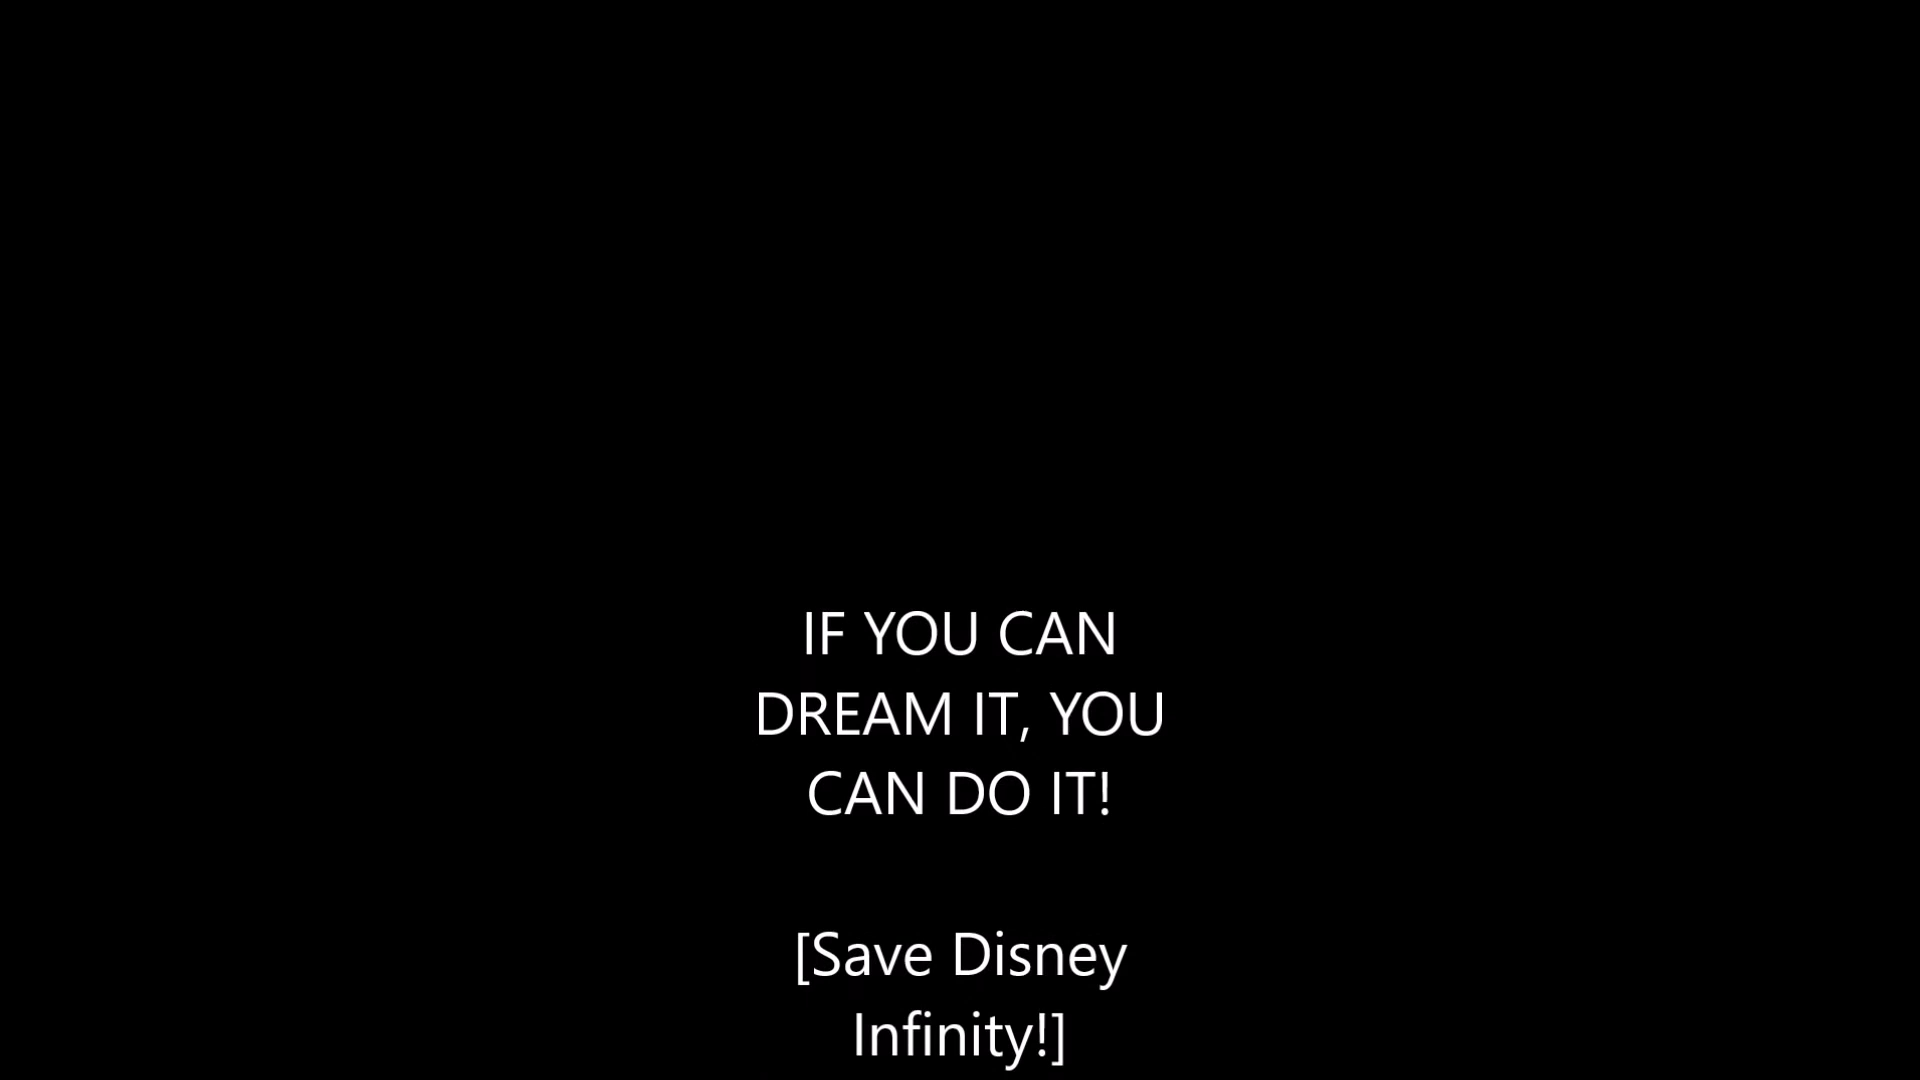 IF YOU CAN
DREAM IT, YOU
CAN DO IT!
[Save Disney
Infinity!]